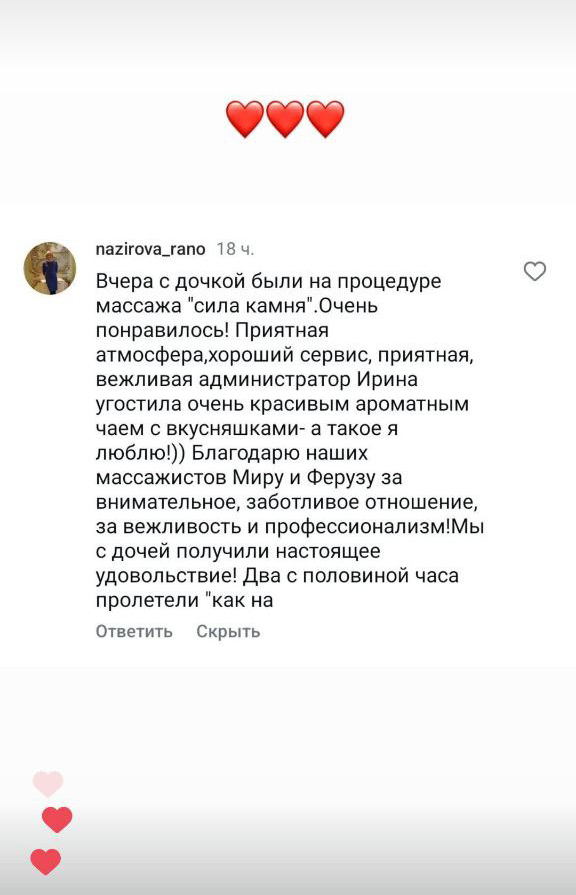 nazirova_rano 18 ч.
Вчера с дочкой были на процедуре
массажа "сила камня".Очень
понравилось! Приятная
атмосфера,хороший сервис, приятная,
вежливая администратор Ирина
угостила очень красивым ароматным
чаем с вкусняшками- а такое я
люблю!)) Благодарю наших
массажистов Миру и Ферузу за
внимательное, заботливое отношение,
за вежливость и профессионализм!Мы
с дочей получили настоящее
удовольствие! Два с половиной часа
пролетели "как на
Ответить Скрыть